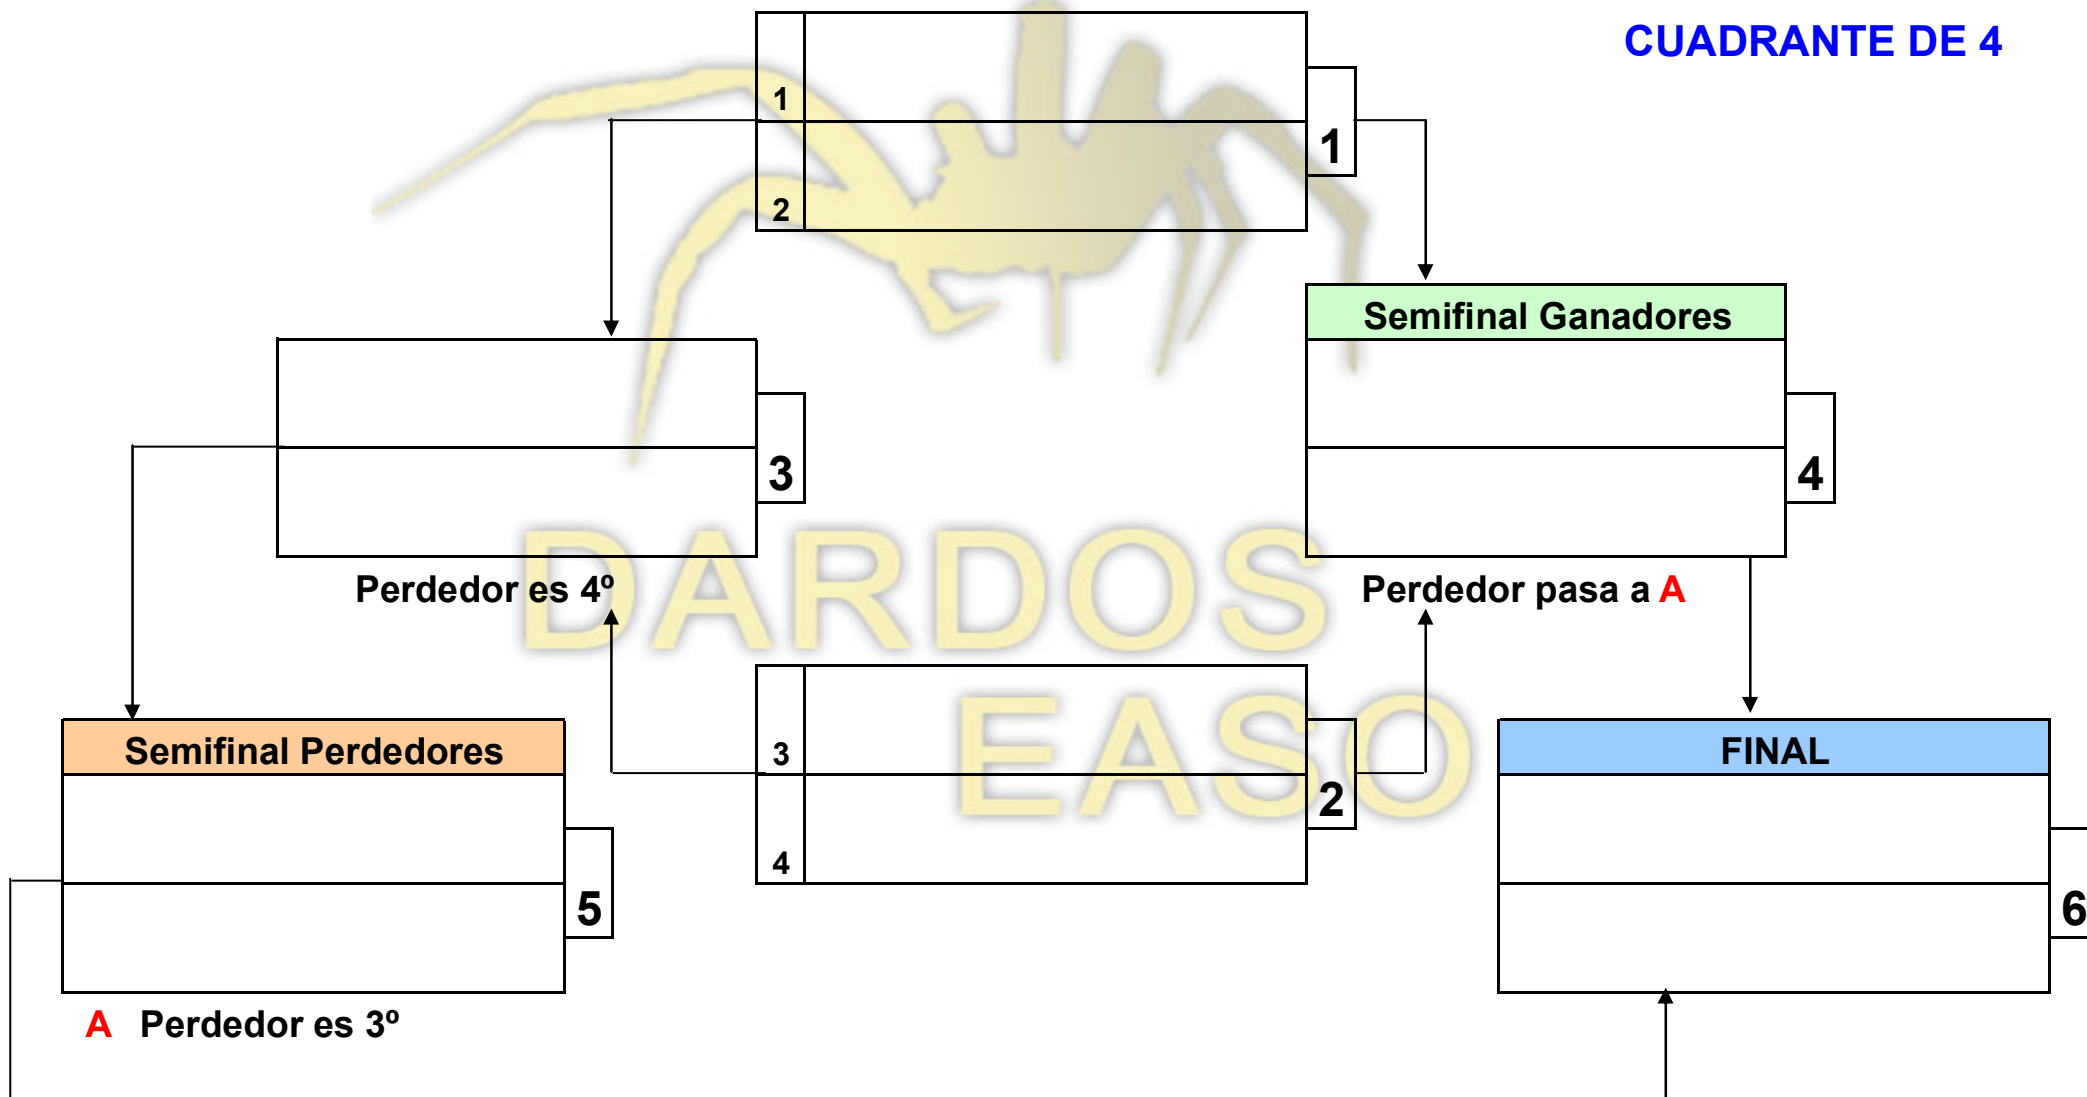 CUADRANTE DE 4
1
1
2
Semifinal Ganadores
3
4
DARDOS
Perdedor es 4º
Perdedor pasa a A
EASO
Semifinal Perdedores
3
FINAL
2
4
5
6
A Perdedor es 3º